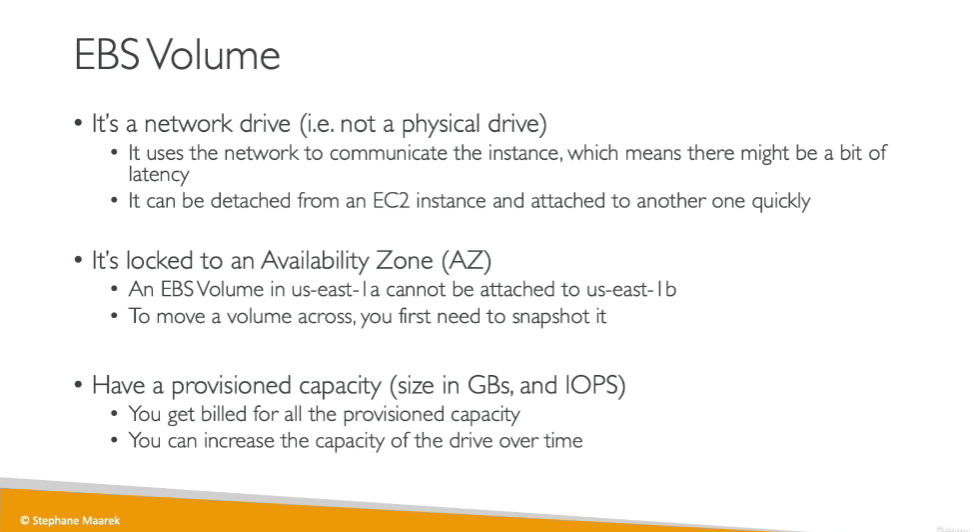 EBS Volume
• It's a network drive (i.e. not a physical drive)
• It uses the network to communicate the instance, which means there might be a bit of
latency
• It can be detached from an EC2 instance and attached to another one quickly
• It's locked to an Availability Zone (AZ)
• An EBS Volume in us-east-1a cannot be attached to us-east-1b
• To move a volume across, you first need to snapshot it
• Have a provisioned capacity (size in GBs, and IOPS)
• You get billed for all the provisioned capacity
• You can increase the capacity of the drive over time
© Stephane Maarek